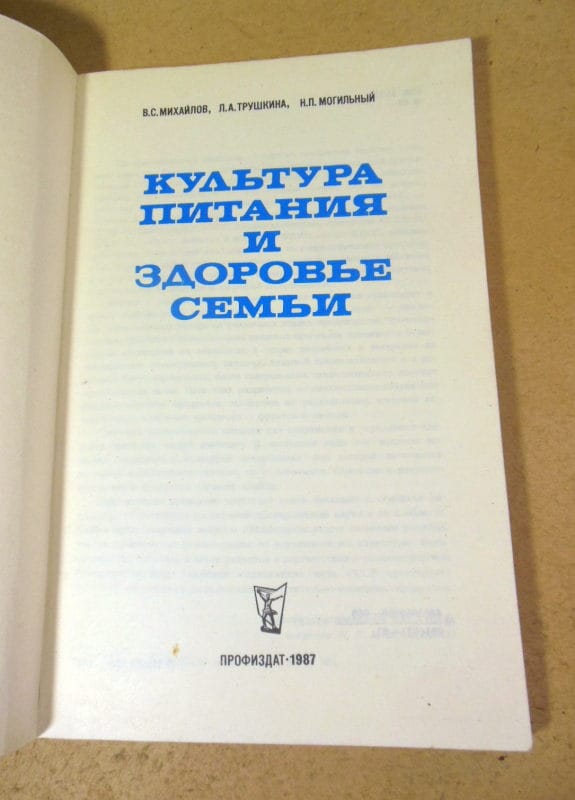 В.С.МИХАЙЛОВ, Л.А.ТРУШКИНА, Н.П.МОГИЛЬНЫЙ
КУЛЬТУРА
ПИТАНИЯ
И
ЗДОРОВЬЕ
СЕМЬИ
ПРОФИЗДАТ·1987